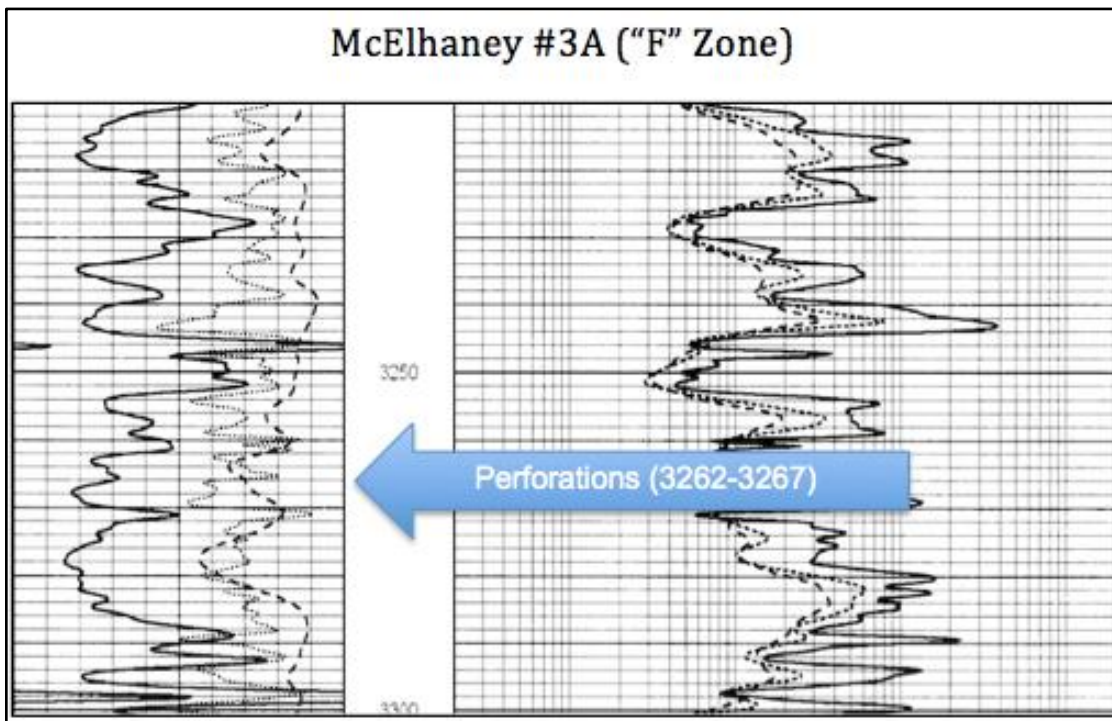 McElhaney #3A (“F” Zone)
3250
Perforations (3262-3267)
3300